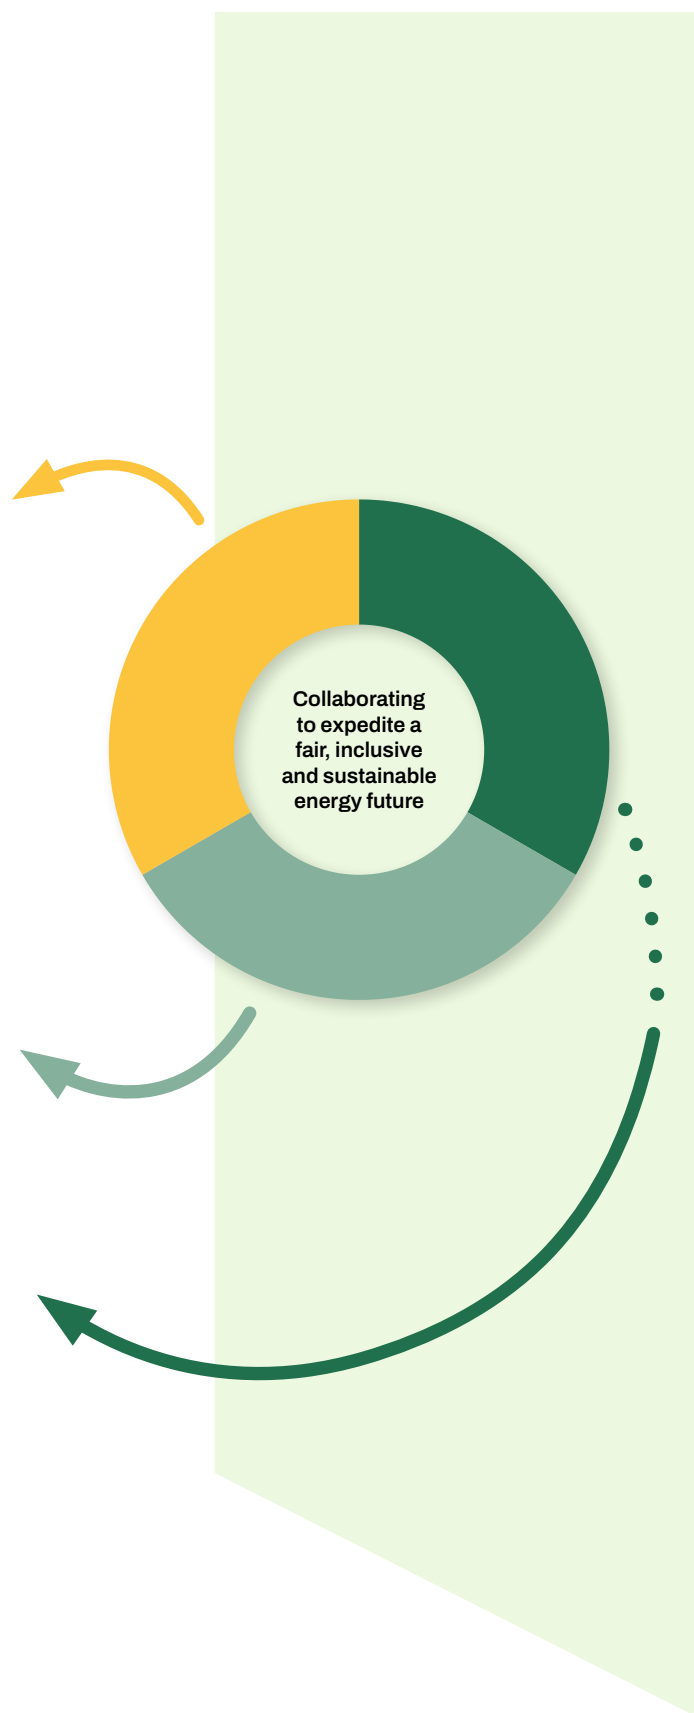 Collaborating
to expedite a
fair, inclusive
and sustainable
energy future